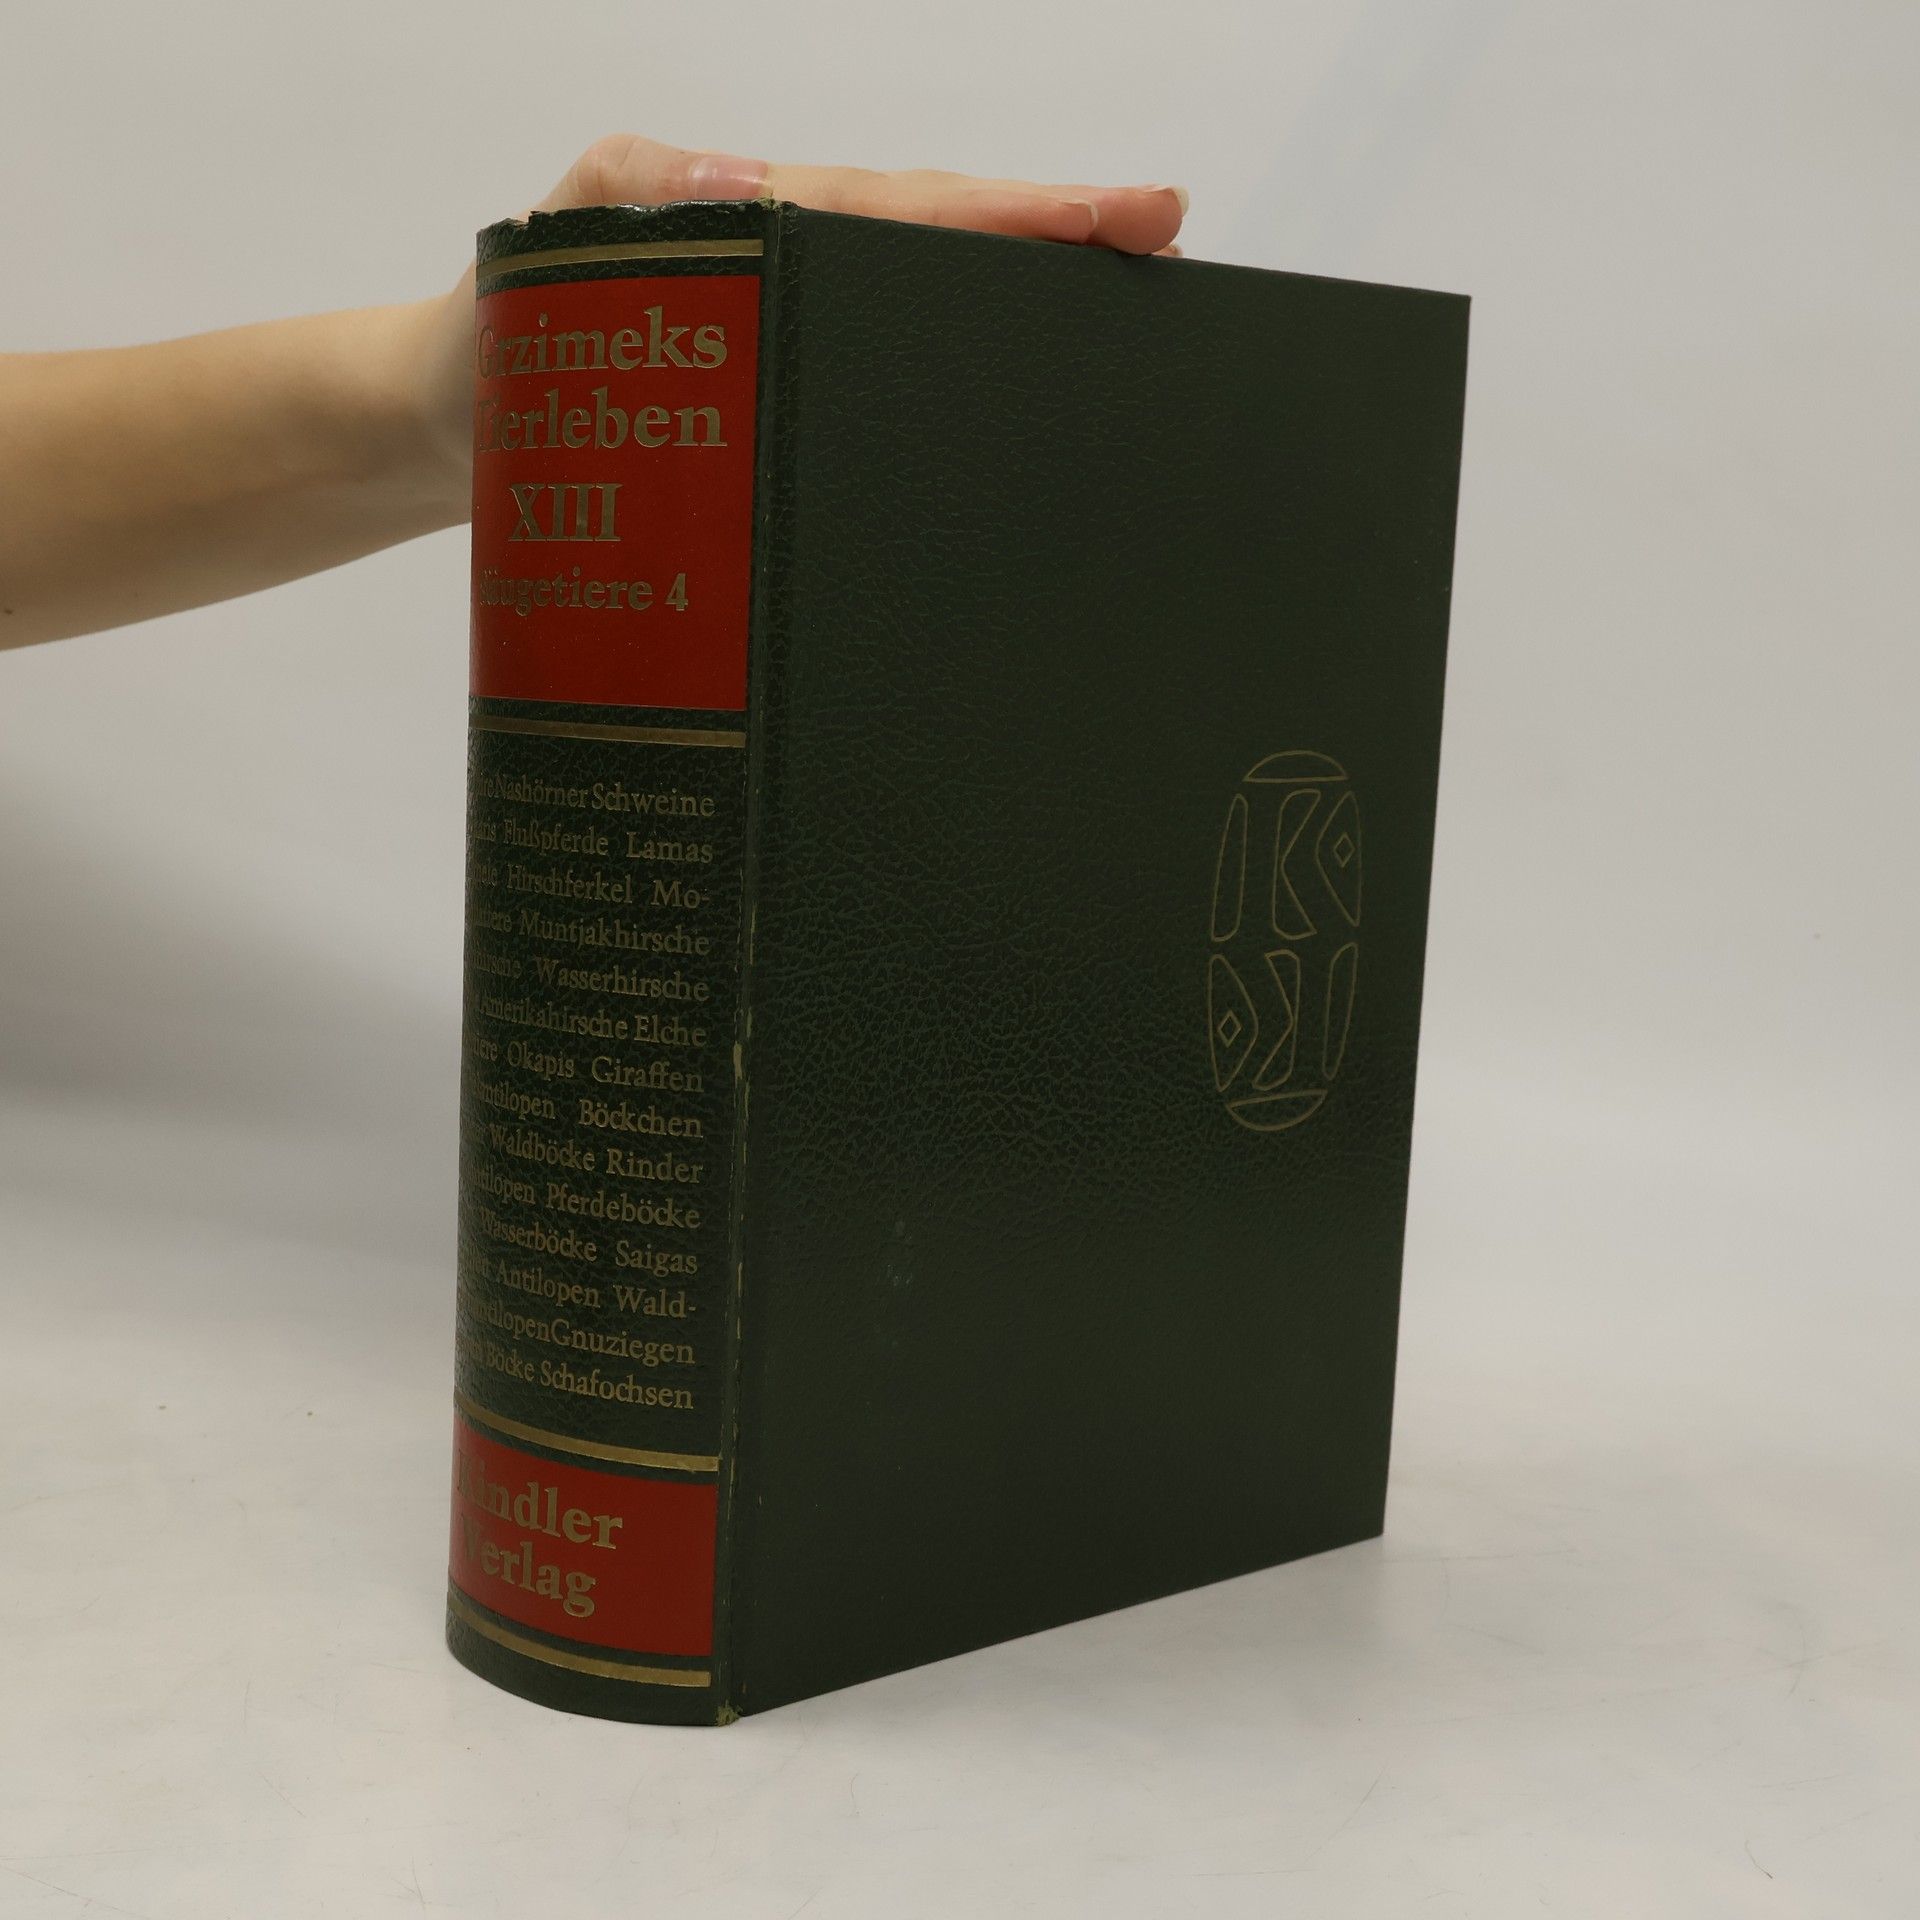 Grzimeks
Tierleben
XIII
Säugetiere 4
Nashörner Schweine
Flußpferde Lamas
Hirschferkel Mo-
Muntjakhirsche
Wasserhirsche
Amerikahirsche Elche
Okapis Giraffen
Böckchen
Waldböcke Rinder
Pferdeböcke
Wasserböcke Saigas
Antilopen Wald-
Gnuziegen
Böcke Schafochsen
Kindler
Verlag